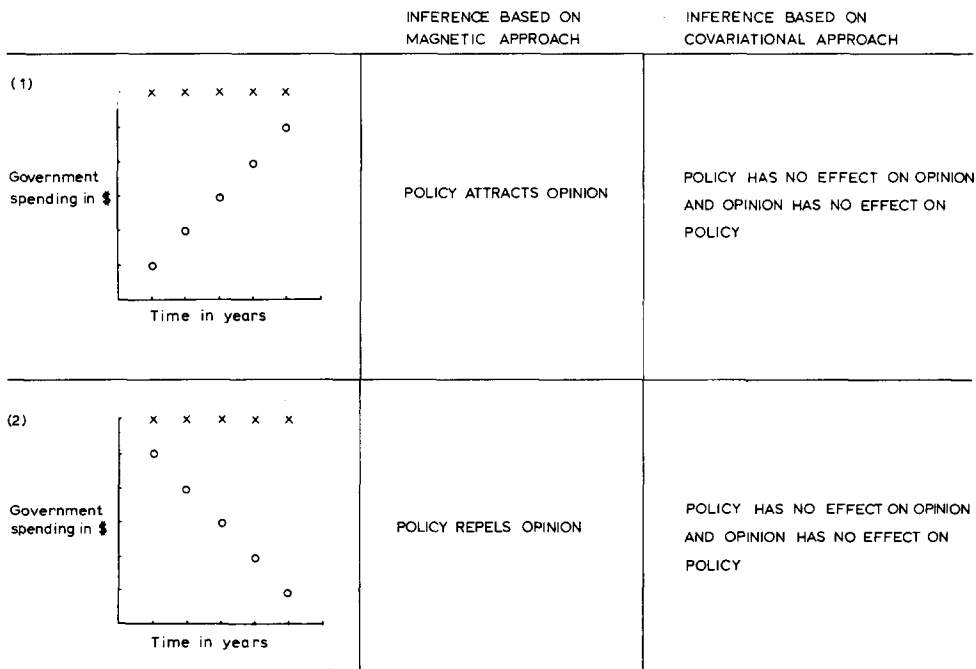 INFERENCE BASED ON
MAGNETIC APPROACH
INFERENCE BASED ON
COVARIATIONAL APPROACH
(1)
x x x x x
Government
spending in $
Time in years
POLICY ATTRACTS OPINION
POLICY HAS NO EFFECT ON OPINION
AND OPINION HAS NO EFFECT ON
POLICY
(2)
x x x x x
Government
spending in $
Time in years
POLICY REPELS OPINION
POLICY HAS NO EFFECT ON OPINION
AND OPINION HAS NO EFFECT ON
POLICY